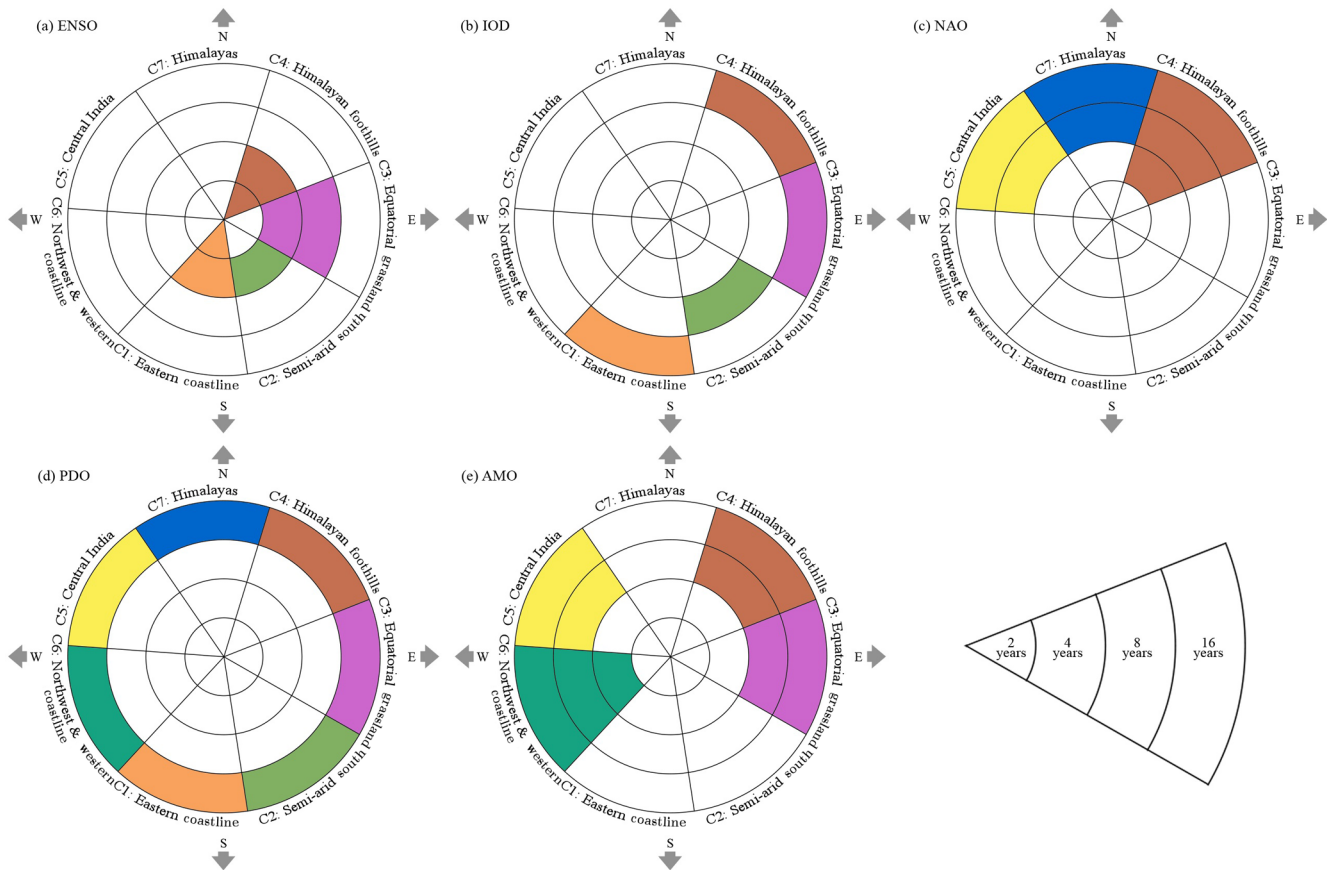 (a) ENSO
N
C7: Himalayas
C4: Himalayan foothills
C5: Central India
C3: Equatorial grassland
W
E
C6: Northwest & western
coastline
C1: Eastern coastline
C2: Semi-arid south
S
(b) IOD
N
C7: Himalayas
C4: Himalayan foothills
C5: Central India
C3: Equatorial grassland
W
E
C6: Northwest & western
coastline
C1: Eastern coastline
C2: Semi-arid south
S
(c) NAO
N
C7: Himalayas
C4: Himalayan foothills
C5: Central India
C3: Equatorial grassland
W
E
C6: Northwest & western
coastline
C1: Eastern coastline
C2: Semi-arid south
S
(d) PDO
N
C7: Himalayas
C4: Himalayan foothills
C5: Central India
C3: Equatorial grassland
W
E
C6: Northwest & western
coastline
C1: Eastern coastline
C2: Semi-arid south
S
(e) AMO
N
C7: Himalayas
C4: Himalayan foothills
C5: Central India
C3: Equatorial grassland
W
E
C6: Northwest & western
coastline
C1: Eastern coastline
C2: Semi-arid south
S
2
years
4
years
8
years
16
years